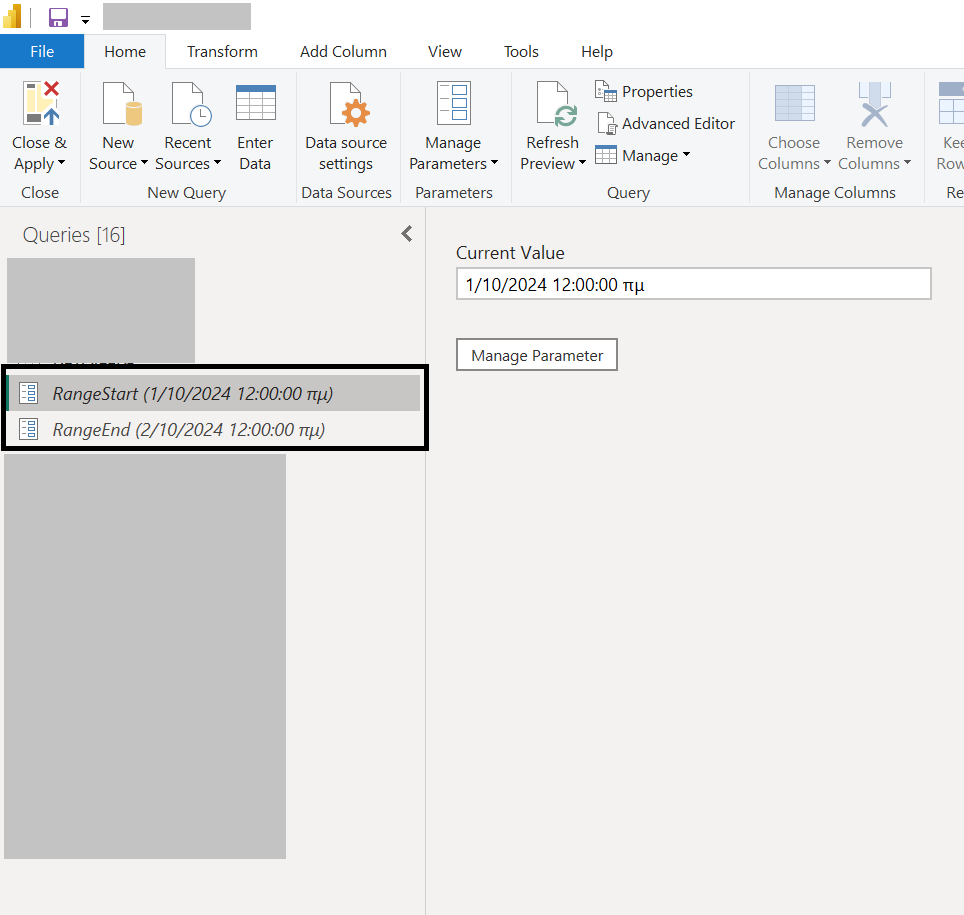 File Home Transform Add Column View Tools Help
Close & Apply
New Source
Recent Sources
Enter Data
Data source settings
Manage Parameters
Refresh Preview
Properties
Advanced Editor
Manage
Choose Columns
Remove Columns
Close
New Query
Data Sources
Parameters
Query
Manage Columns
Queries [16]
RangeStart (1/10/2024 12:00:00 πμ)
RangeEnd (2/10/2024 12:00:00 πμ)
Current Value
1/10/2024 12:00:00 πμ
Manage Parameter